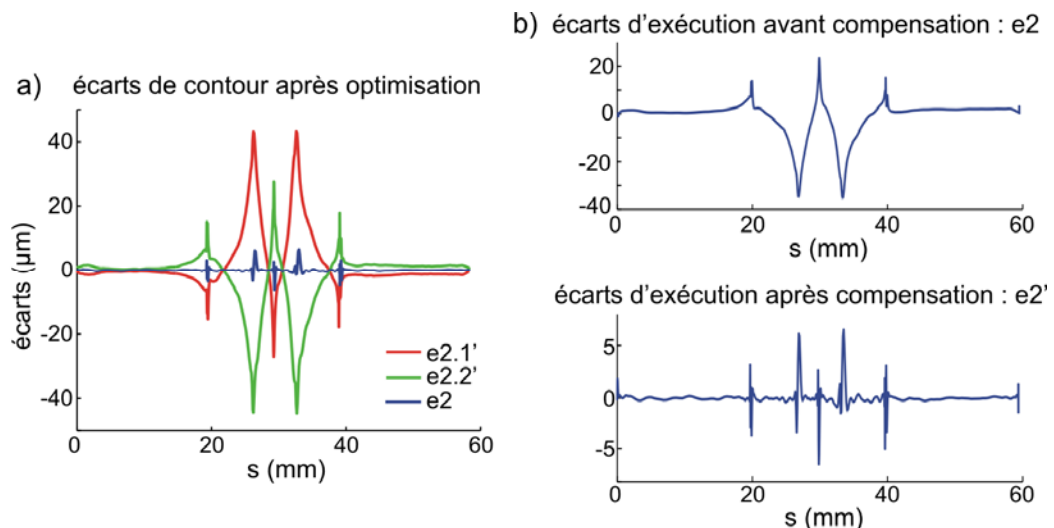 a) écarts de contour après optimisation
écarts (µm)
40
20
0
-20
-40
0
20
40
60
s (mm)
e2.1’
e2.2’
e2
b) écarts d’exécution avant compensation : e2
20
0
-20
-40
0
20
40
60
s (mm)
écarts d’exécution après compensation : e2’
5
0
-5
0
20
40
60
s (mm)